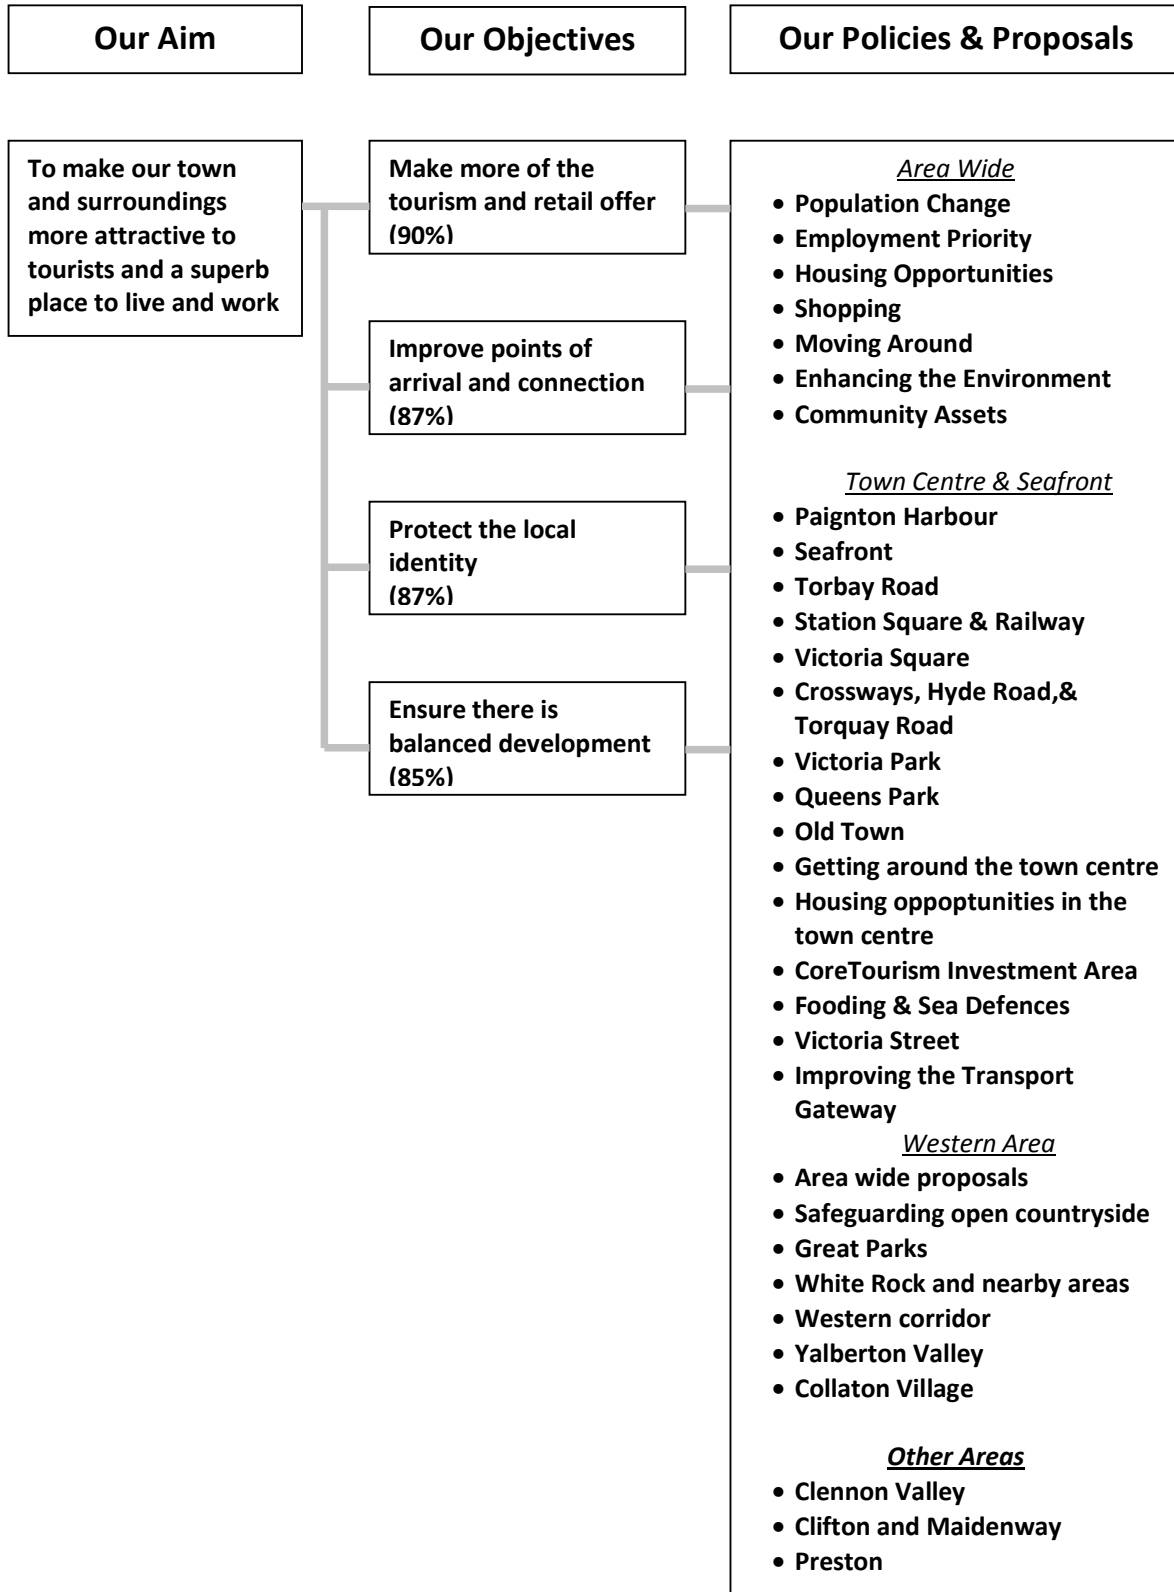 Our Aim
Our Objectives
Our Policies & Proposals
To make our town
and surroundings
more attractive to
tourists and a superb
place to live and work
Make more of the
tourism and retail offer
(90%)
Improve points of
arrival and connection
(87%)
Protect the local
identity
(87%)
Ensure there is
balanced development
(85%)
Area Wide
• Population Change
• Employment Priority
• Housing Opportunities
• Shopping
• Moving Around
• Enhancing the Environment
• Community Assets
Town Centre & Seafront
• Paignton Harbour
• Seafront
• Torbay Road
• Station Square & Railway
• Victoria Square
• Crossways, Hyde Road,&
Torquay Road
• Victoria Park
• Queens Park
• Old Town
• Getting around the town centre
• Housing oppoptunities in the
town centre
• CoreTourism Investment Area
• Fooding & Sea Defences
• Victoria Street
• Improving the Transport
Gateway
Western Area
• Area wide proposals
• Safeguarding open countryside
• Great Parks
• White Rock and nearby areas
• Western corridor
• Yalberton Valley
• Collaton Village
Other Areas
• Clennon Valley
• Clifton and Maidenway
• Preston